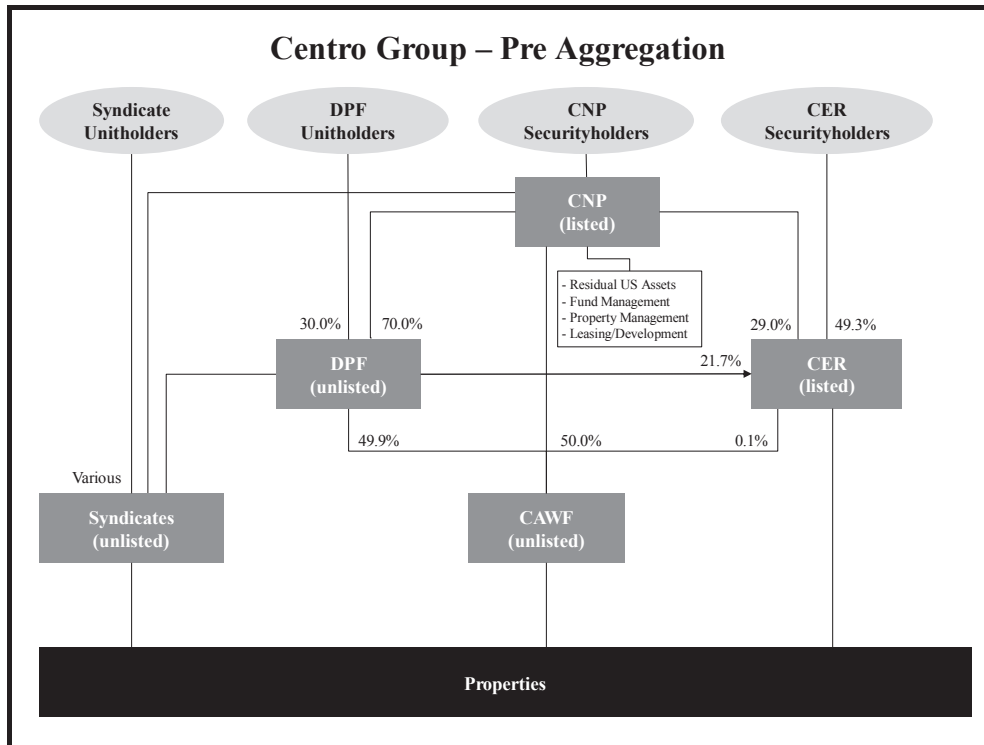 Centro Group – Pre Aggregation
Syndicate
Unitholders
DPF
Unitholders
CNP
Securityholders
CER
Securityholders
CNP
(listed)
- Residual US Assets
- Fund Management
- Property Management
- Leasing/Development
30.0%
70.0%
29.0%
49.3%
DPF
(unlisted)
21.7%
CER
(listed)
49.9%
50.0%
0.1%
Various
Syndicates
(unlisted)
CAWF
(unlisted)
Properties